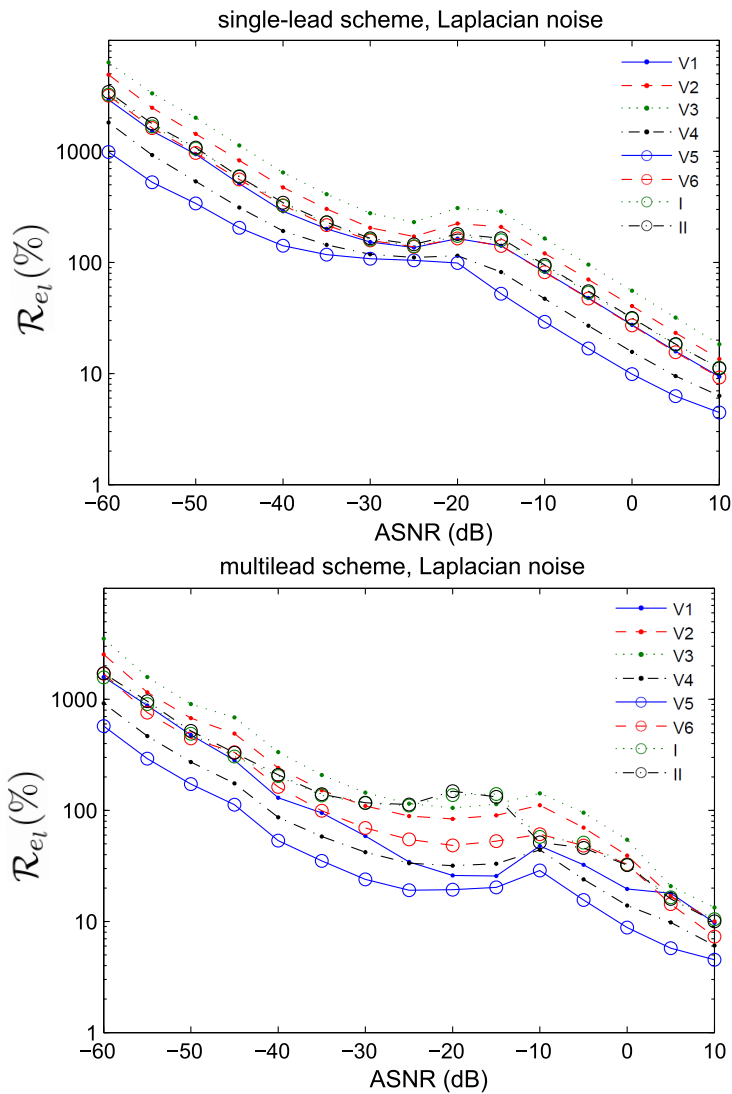 single-lead scheme, Laplacian noise
V1
V2
V3
V4
V5
V6
I
II
1000
100
10
1
ℛₑₗ(%)
−60 −50 −40 −30 −20 −10 0 10
ASNR (dB)
multilead scheme, Laplacian noise
V1
V2
V3
V4
V5
V6
I
II
1000
100
10
1
ℛₑₗ(%)
−60 −50 −40 −30 −20 −10 0 10
ASNR (dB)